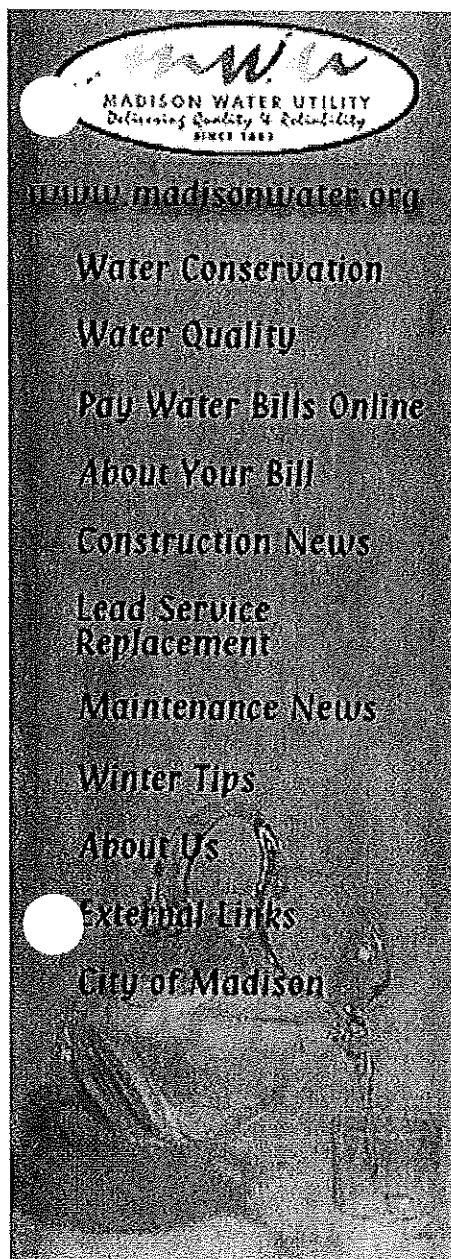 MADISON WATER UTILITY
Delivering Quality & Reliability
SINCE 1882
www.madisonwater.org
Water Conservation
Water Quality
Pay Water Bills Online
About Your Bill
Construction News
Lead Service
Replacement
Maintenance News
Winter Tips
About Us
External Links
City of Madison